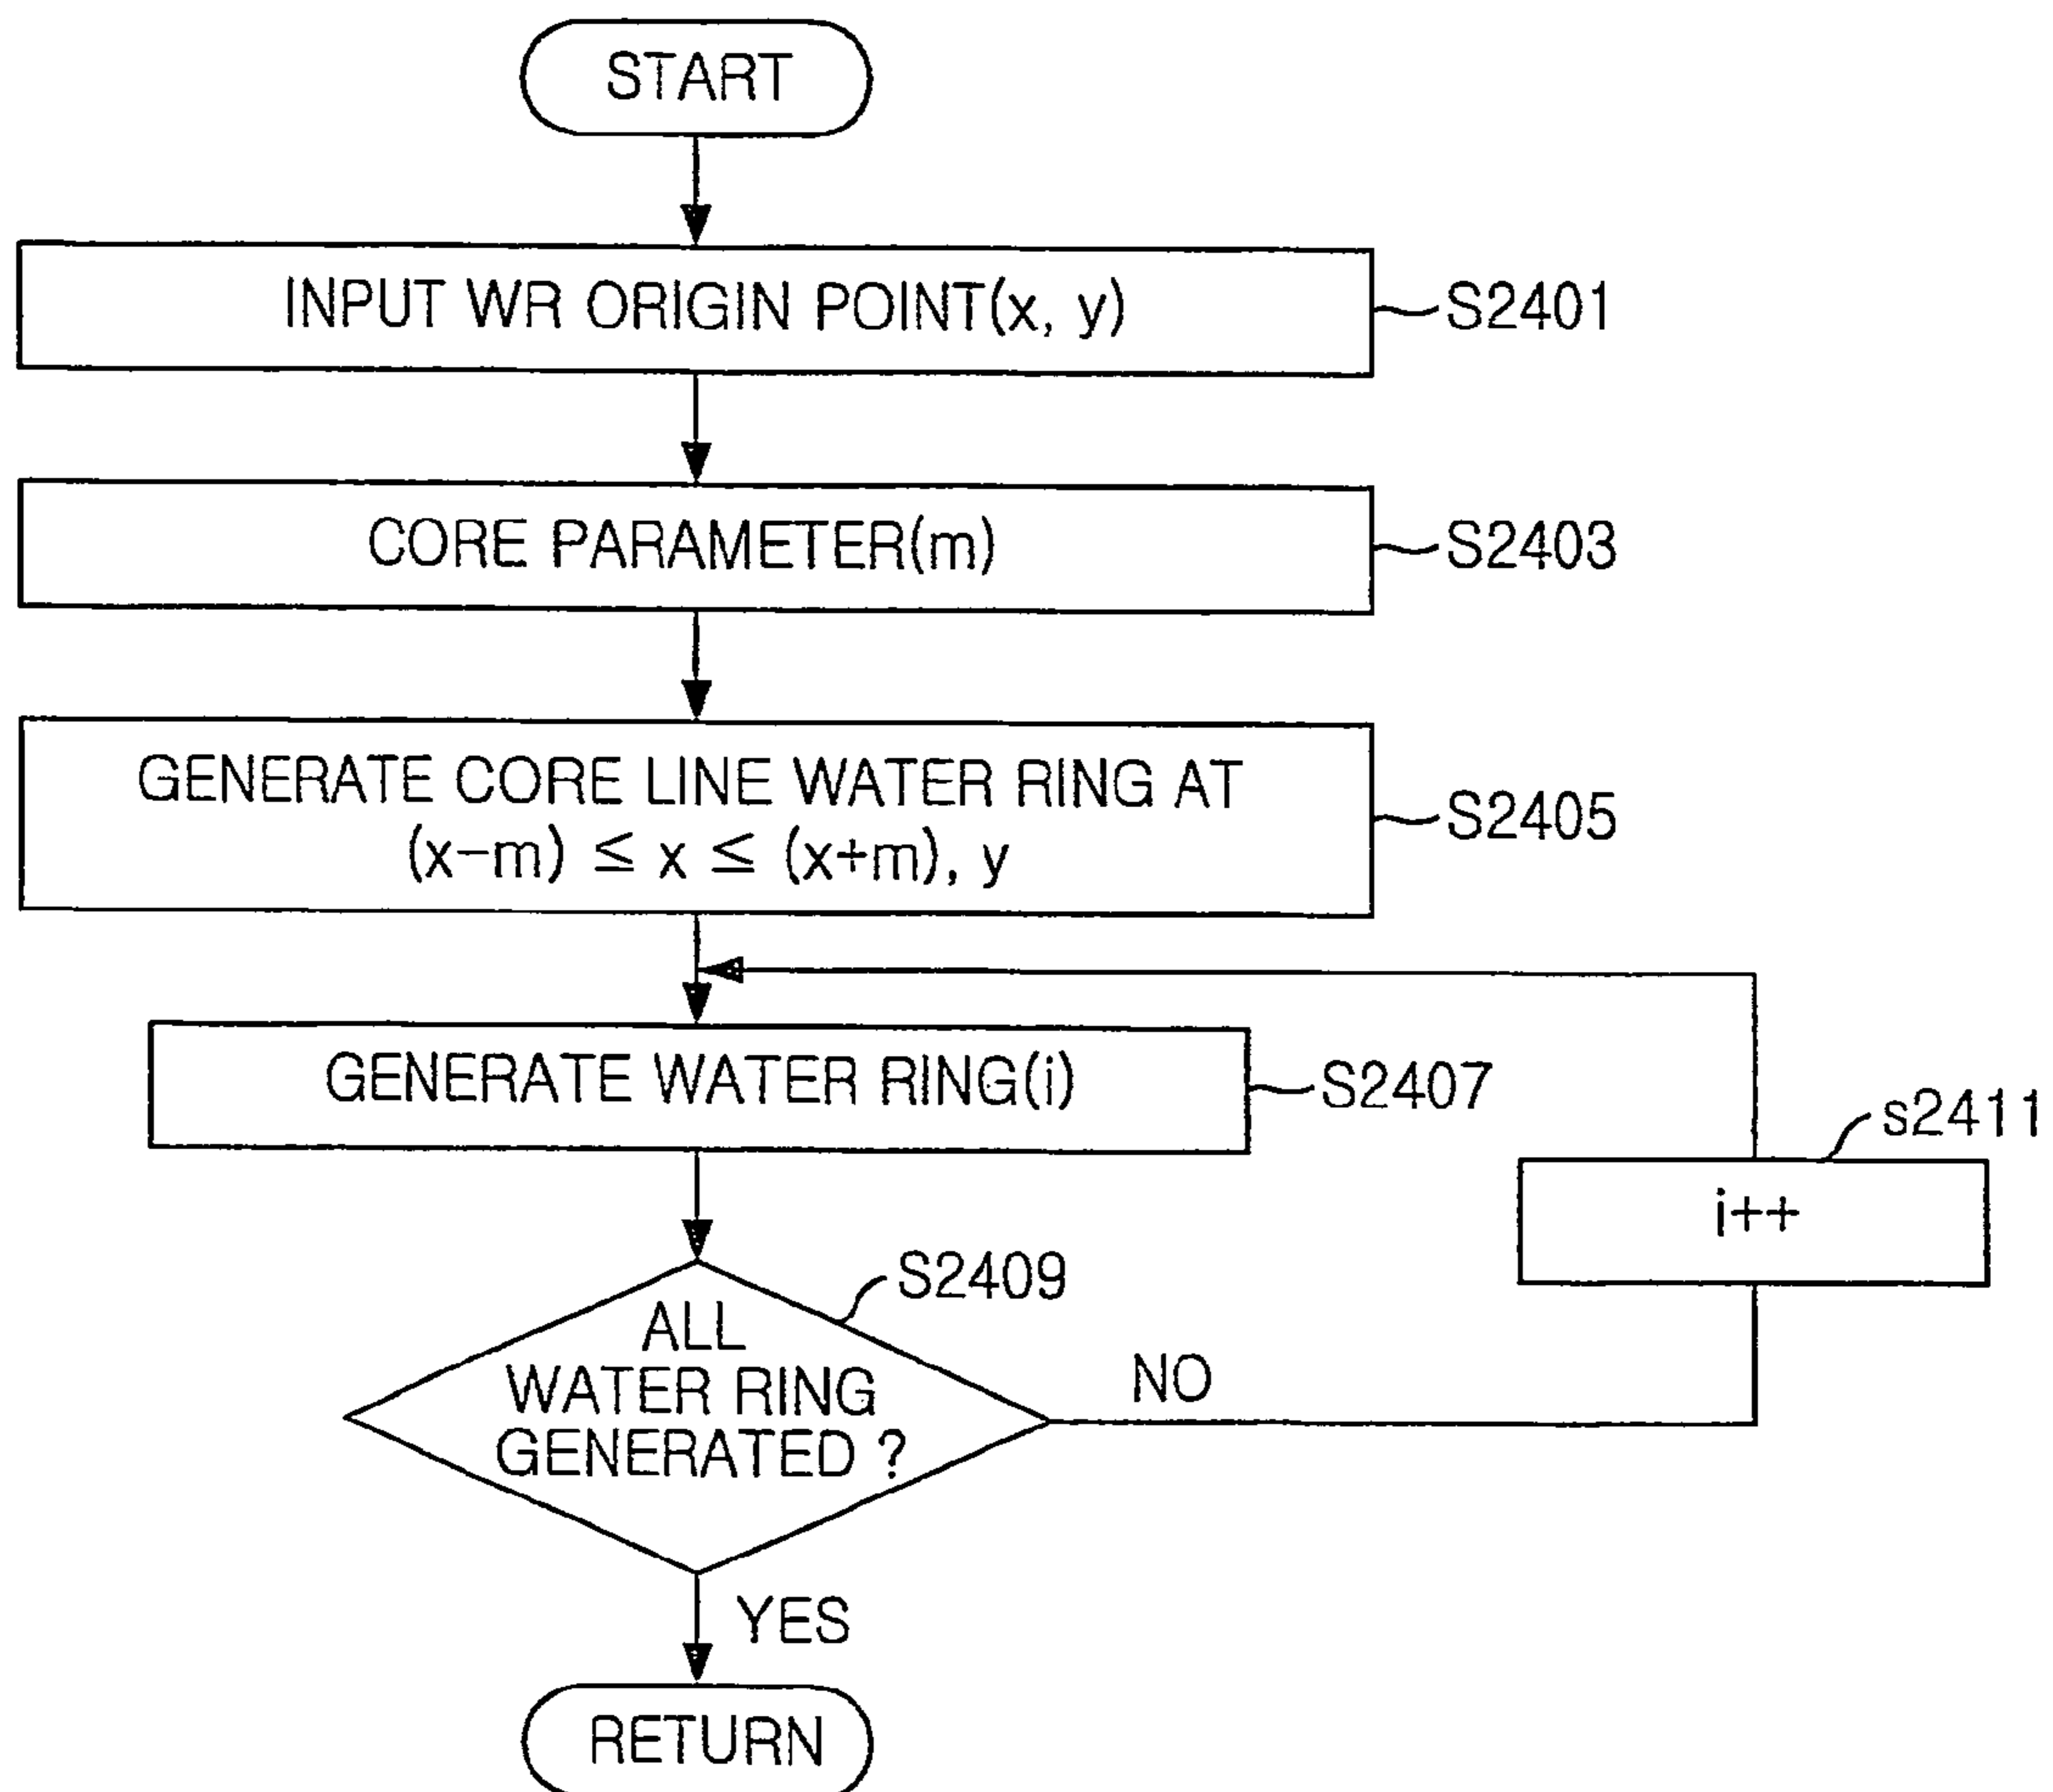 START
INPUT WR ORIGIN POINT(x, y)
S2401
CORE PARAMETER(m)
S2403
GENERATE CORE LINE WATER RING AT
(x-m) ≤ x ≤ (x+m), y
S2405
GENERATE WATER RING(i)
S2407
s2411
i++
S2409
ALL
WATER RING
GENERATED ?
NO
YES
RETURN